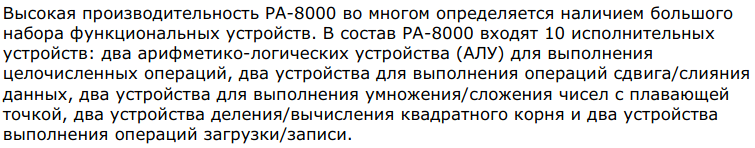 Высокая производительность PA-8000 во многом определяется наличием большого
набора функциональных устройств. В состав PA-8000 входят 10 исполнительных
устройств: два арифметико-логических устройства (АЛУ) для выполнения
целочисленных операций, два устройства для выполнения операций сдвига/слияния
данных, два устройства для выполнения умножения/сложения чисел с плавающей
точкой, два устройства деления/вычисления квадратного корня и два устройства
выполнения операций загрузки/записи.